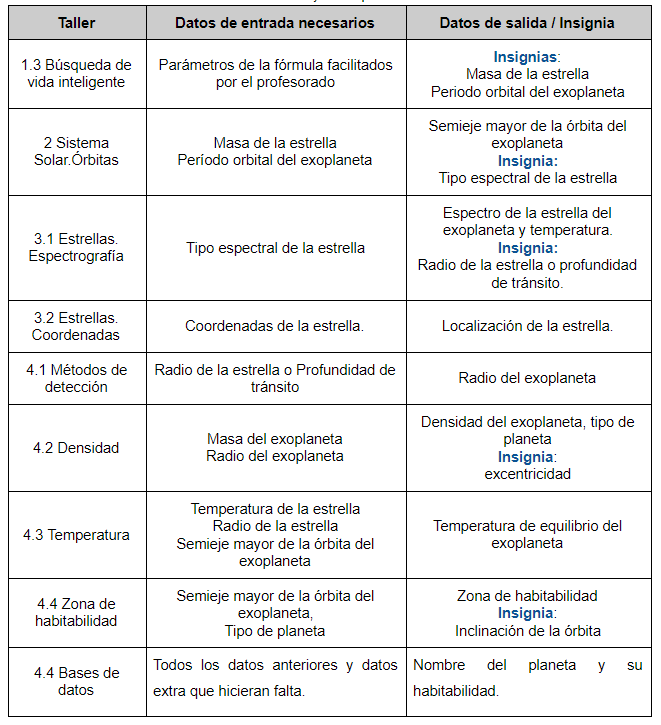 Taller Datos de entrada necesarios Datos de salida / Insignia
1.3 Búsqueda de
vida inteligente
Parámetros de la fórmula facilitados
por el profesorado
Insignias:
Masa de la estrella
Periodo orbital del exoplaneta
2 Sistema
Solar.Órbitas
Masa de la estrella
Período orbital del exoplaneta
Semieje mayor de la órbita del
exoplaneta
Insignia:
Tipo espectral de la estrella
3.1 Estrellas.
Espectrografía
Tipo espectral de la estrella
Espectro de la estrella del
exoplaneta y temperatura.
Insignia:
Radio de la estrella o profundidad
de tránsito.
3.2 Estrellas.
Coordenadas
Coordenadas de la estrella.
Localización de la estrella.
4.1 Métodos de
detección
Radio de la estrella o Profundidad de
tránsito
Radio del exoplaneta
4.2 Densidad
Masa del exoplaneta
Radio del exoplaneta
Densidad del exoplaneta, tipo de
planeta
Insignia:
excentricidad
4.3 Temperatura
Temperatura de la estrella
Radio de la estrella
Semieje mayor de la órbita del
exoplaneta
Temperatura de equilibrio del
exoplaneta
4.4 Zona de
habitabilidad
Semieje mayor de la órbita del
exoplaneta,
Tipo de planeta
Zona de habitabilidad
Insignia:
Inclinación de la órbita
4.4 Bases de
datos
Todos los datos anteriores y datos
extra que hicieran falta.
Nombre del planeta y su
habitabilidad.